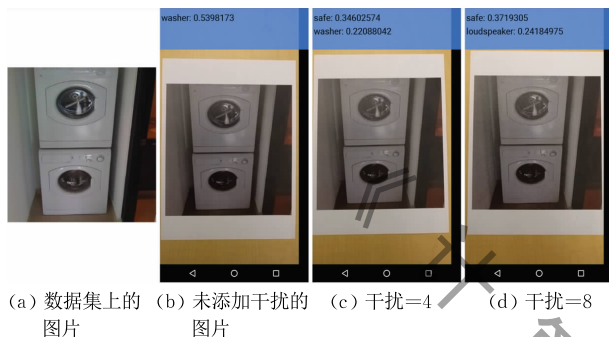 washer: 0.5398173
safe: 0.34602574
washer: 0.22088042
safe: 0.3719305
loudspeaker: 0.24184975
(a) 数据集上的图片
(b) 未添加干扰的图片
(c) 干扰=4
(d) 干扰=8